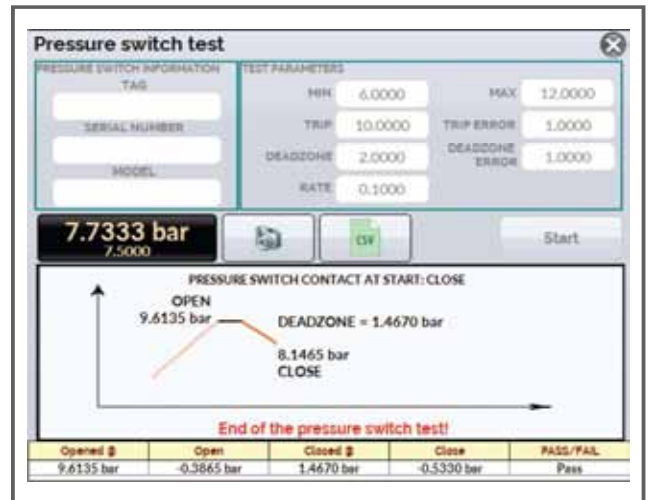 Pressure switch test
PRESSURE SWITCH INFORMATION
TAG
SERIAL NUMBER
MODEL
TEST PARAMETERS
MIN 6.0000 MAX 12.0000
TRIP 10.0000 TRIP ERROR 1.0000
DEADZONE 2.0000 DEADZONE ERROR 1.0000
RATE 0.1000
7.7333 bar
7.5000
CSV
Start
PRESSURE SWITCH CONTACT AT START: CLOSE
OPEN
9.6135 bar
DEADZONE = 1.4670 bar
8.1465 bar
CLOSE
End of the pressure switch test!
Opened @ Open Closed @ Close PASS/FAIL
9.6135 bar -0.3865 bar 1.4670 bar -0.5330 bar Pass